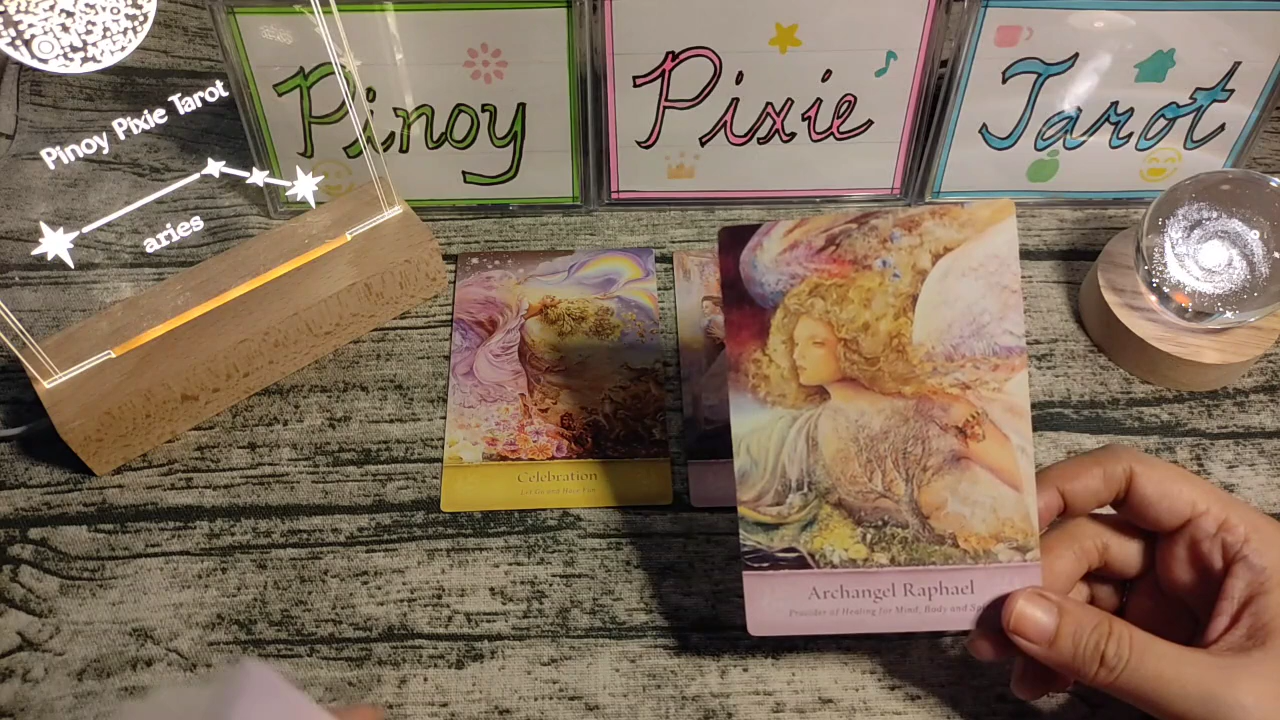 Pinoy Pixie Tarot
Pinoy Pixie Tarot
aries
Celebration
Let Go and Have Fun
Archangel Raphael
Provider of Healing for Mind, Body and